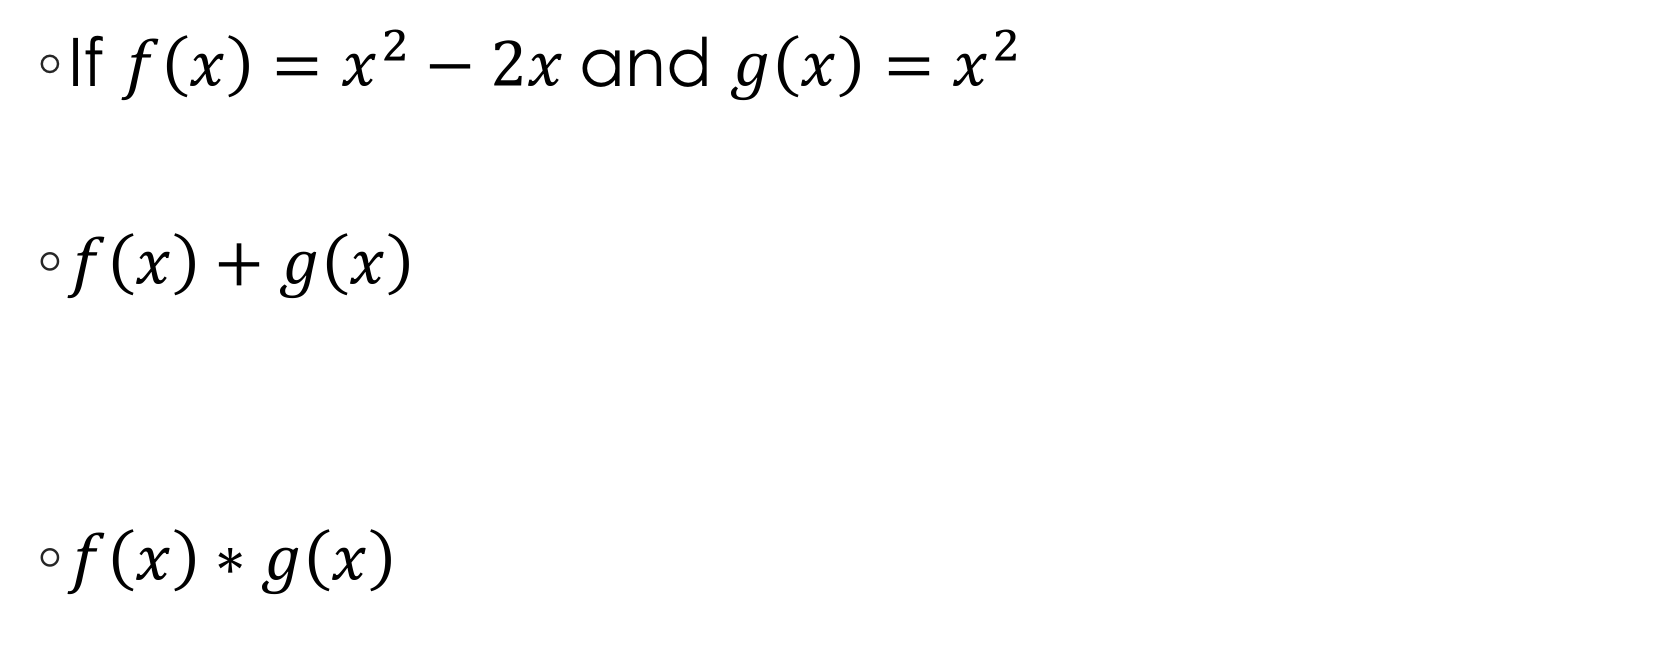 ◦If 𝑓(𝑥) = 𝑥² − 2𝑥 and 𝑔(𝑥) = 𝑥²
◦𝑓(𝑥) + 𝑔(𝑥)
◦𝑓(𝑥) ∗ 𝑔(𝑥)